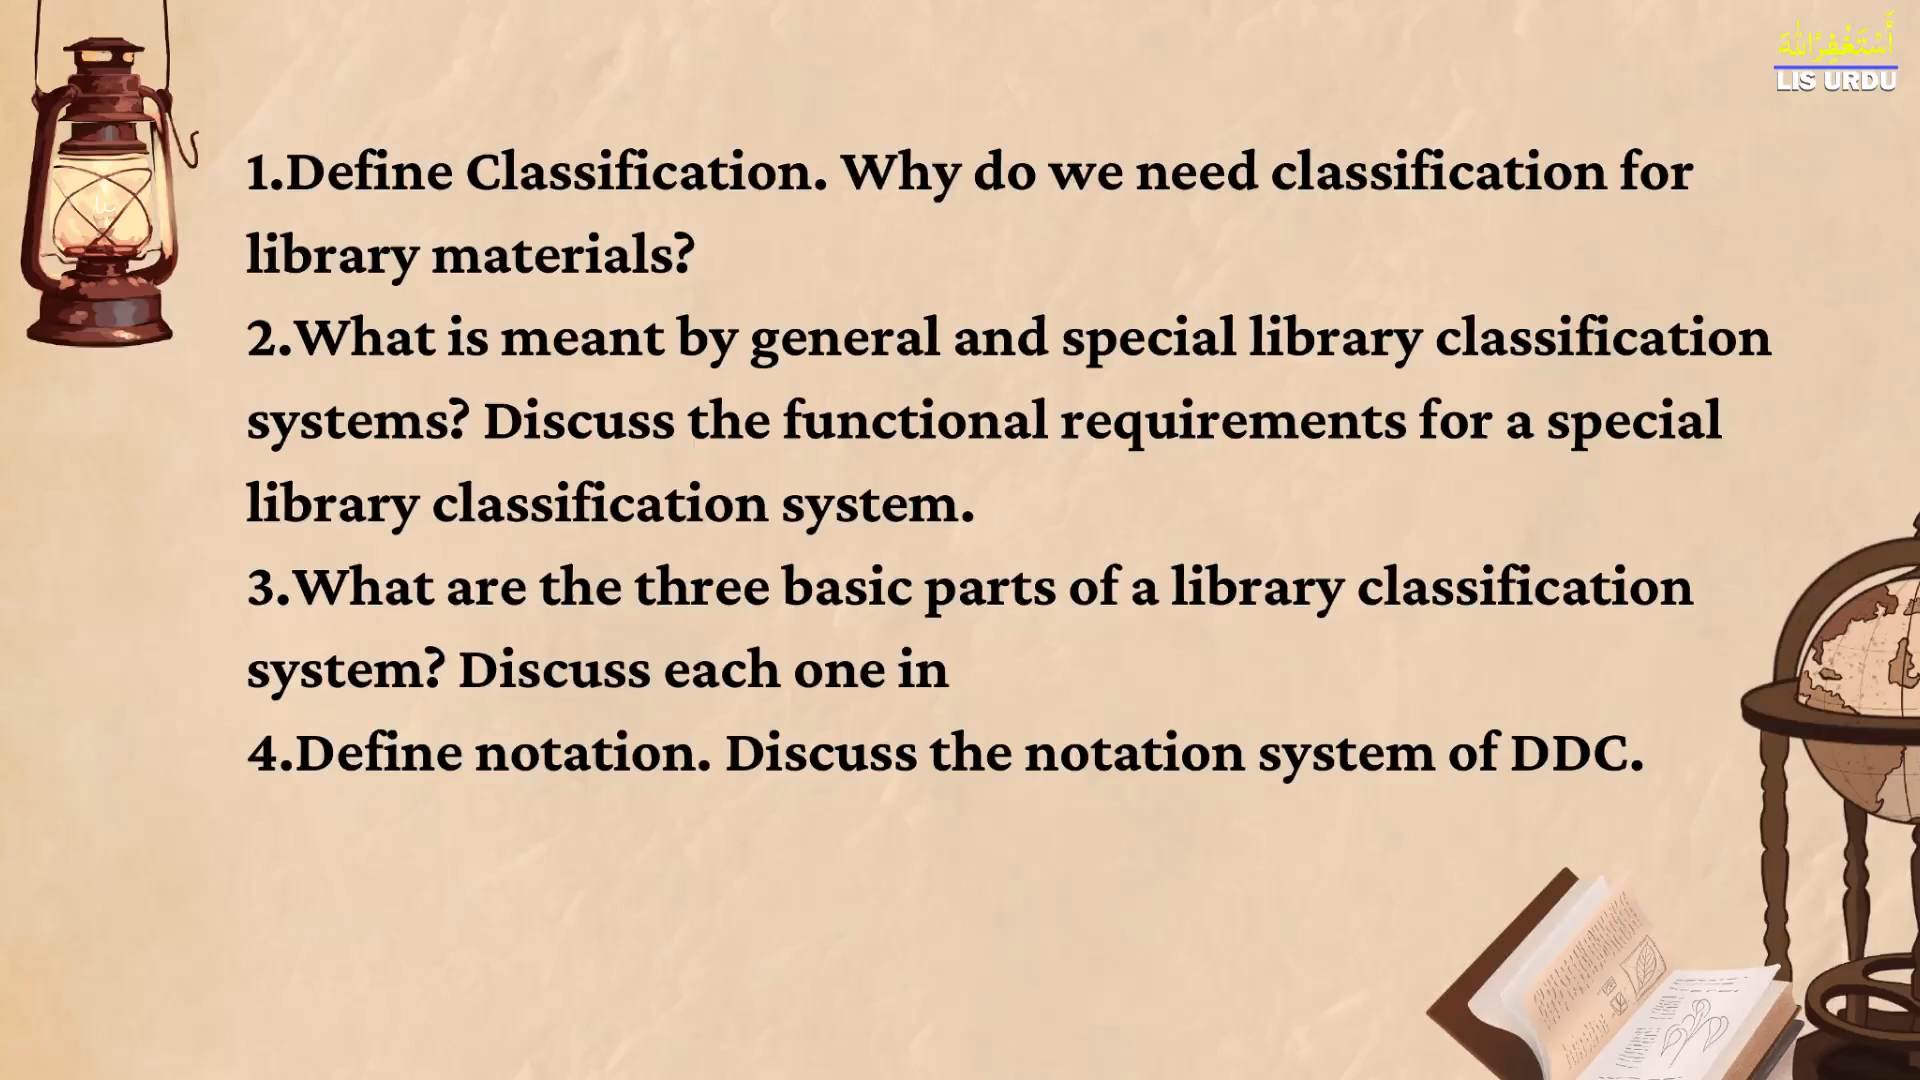 أَسْتَغْفِرُاللهَ
LIS URDU
1.Define Classification. Why do we need classification for
library materials?
2.What is meant by general and special library classification
systems? Discuss the functional requirements for a special
library classification system.
3.What are the three basic parts of a library classification
system? Discuss each one in
4.Define notation. Discuss the notation system of DDC.